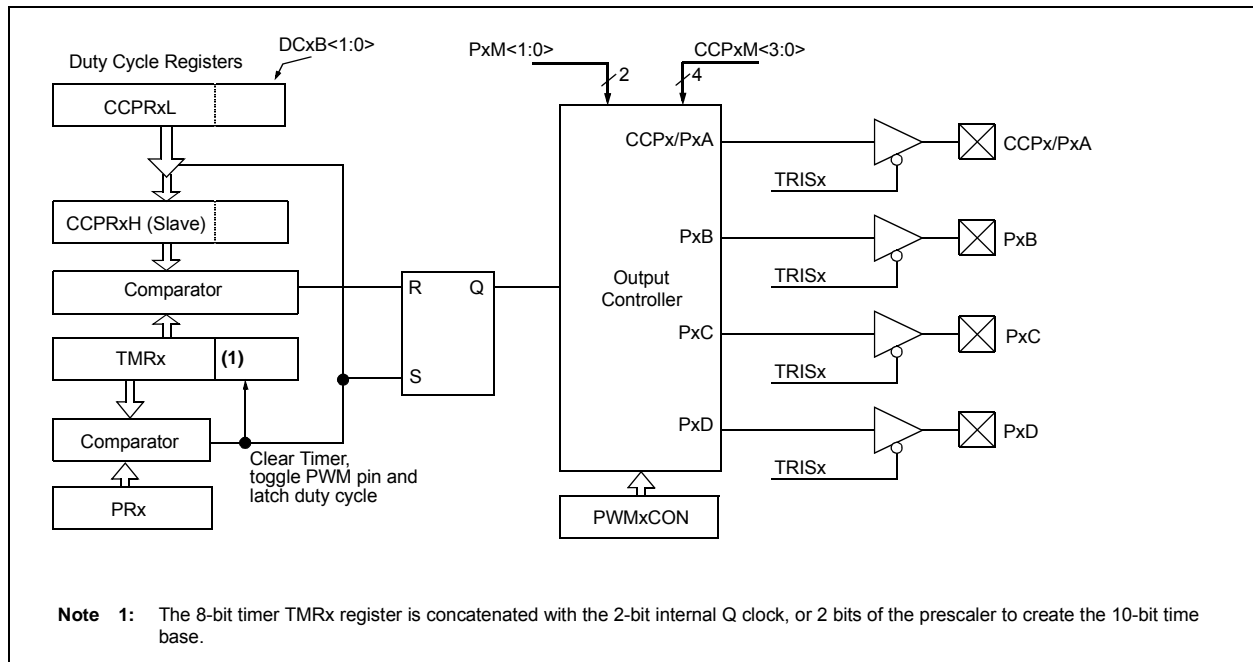 DCxB<1:0>
Duty Cycle Registers
CCPRxL
CCPRxH (Slave)
Comparator
TMRx
(1)
Comparator
PRx
Clear Timer,
toggle PWM pin and
latch duty cycle
R
Q
S
PxM<1:0>
2
CCPxM<3:0>
4
CCPx/PxA
TRISx
CCPx/PxA
PxB
TRISx
PxB
Output
Controller
PxC
TRISx
PxC
PxD
TRISx
PxD
PWMxCON
Note 1: The 8-bit timer TMRx register is concatenated with the 2-bit internal Q clock, or 2 bits of the prescaler to create the 10-bit time
base.